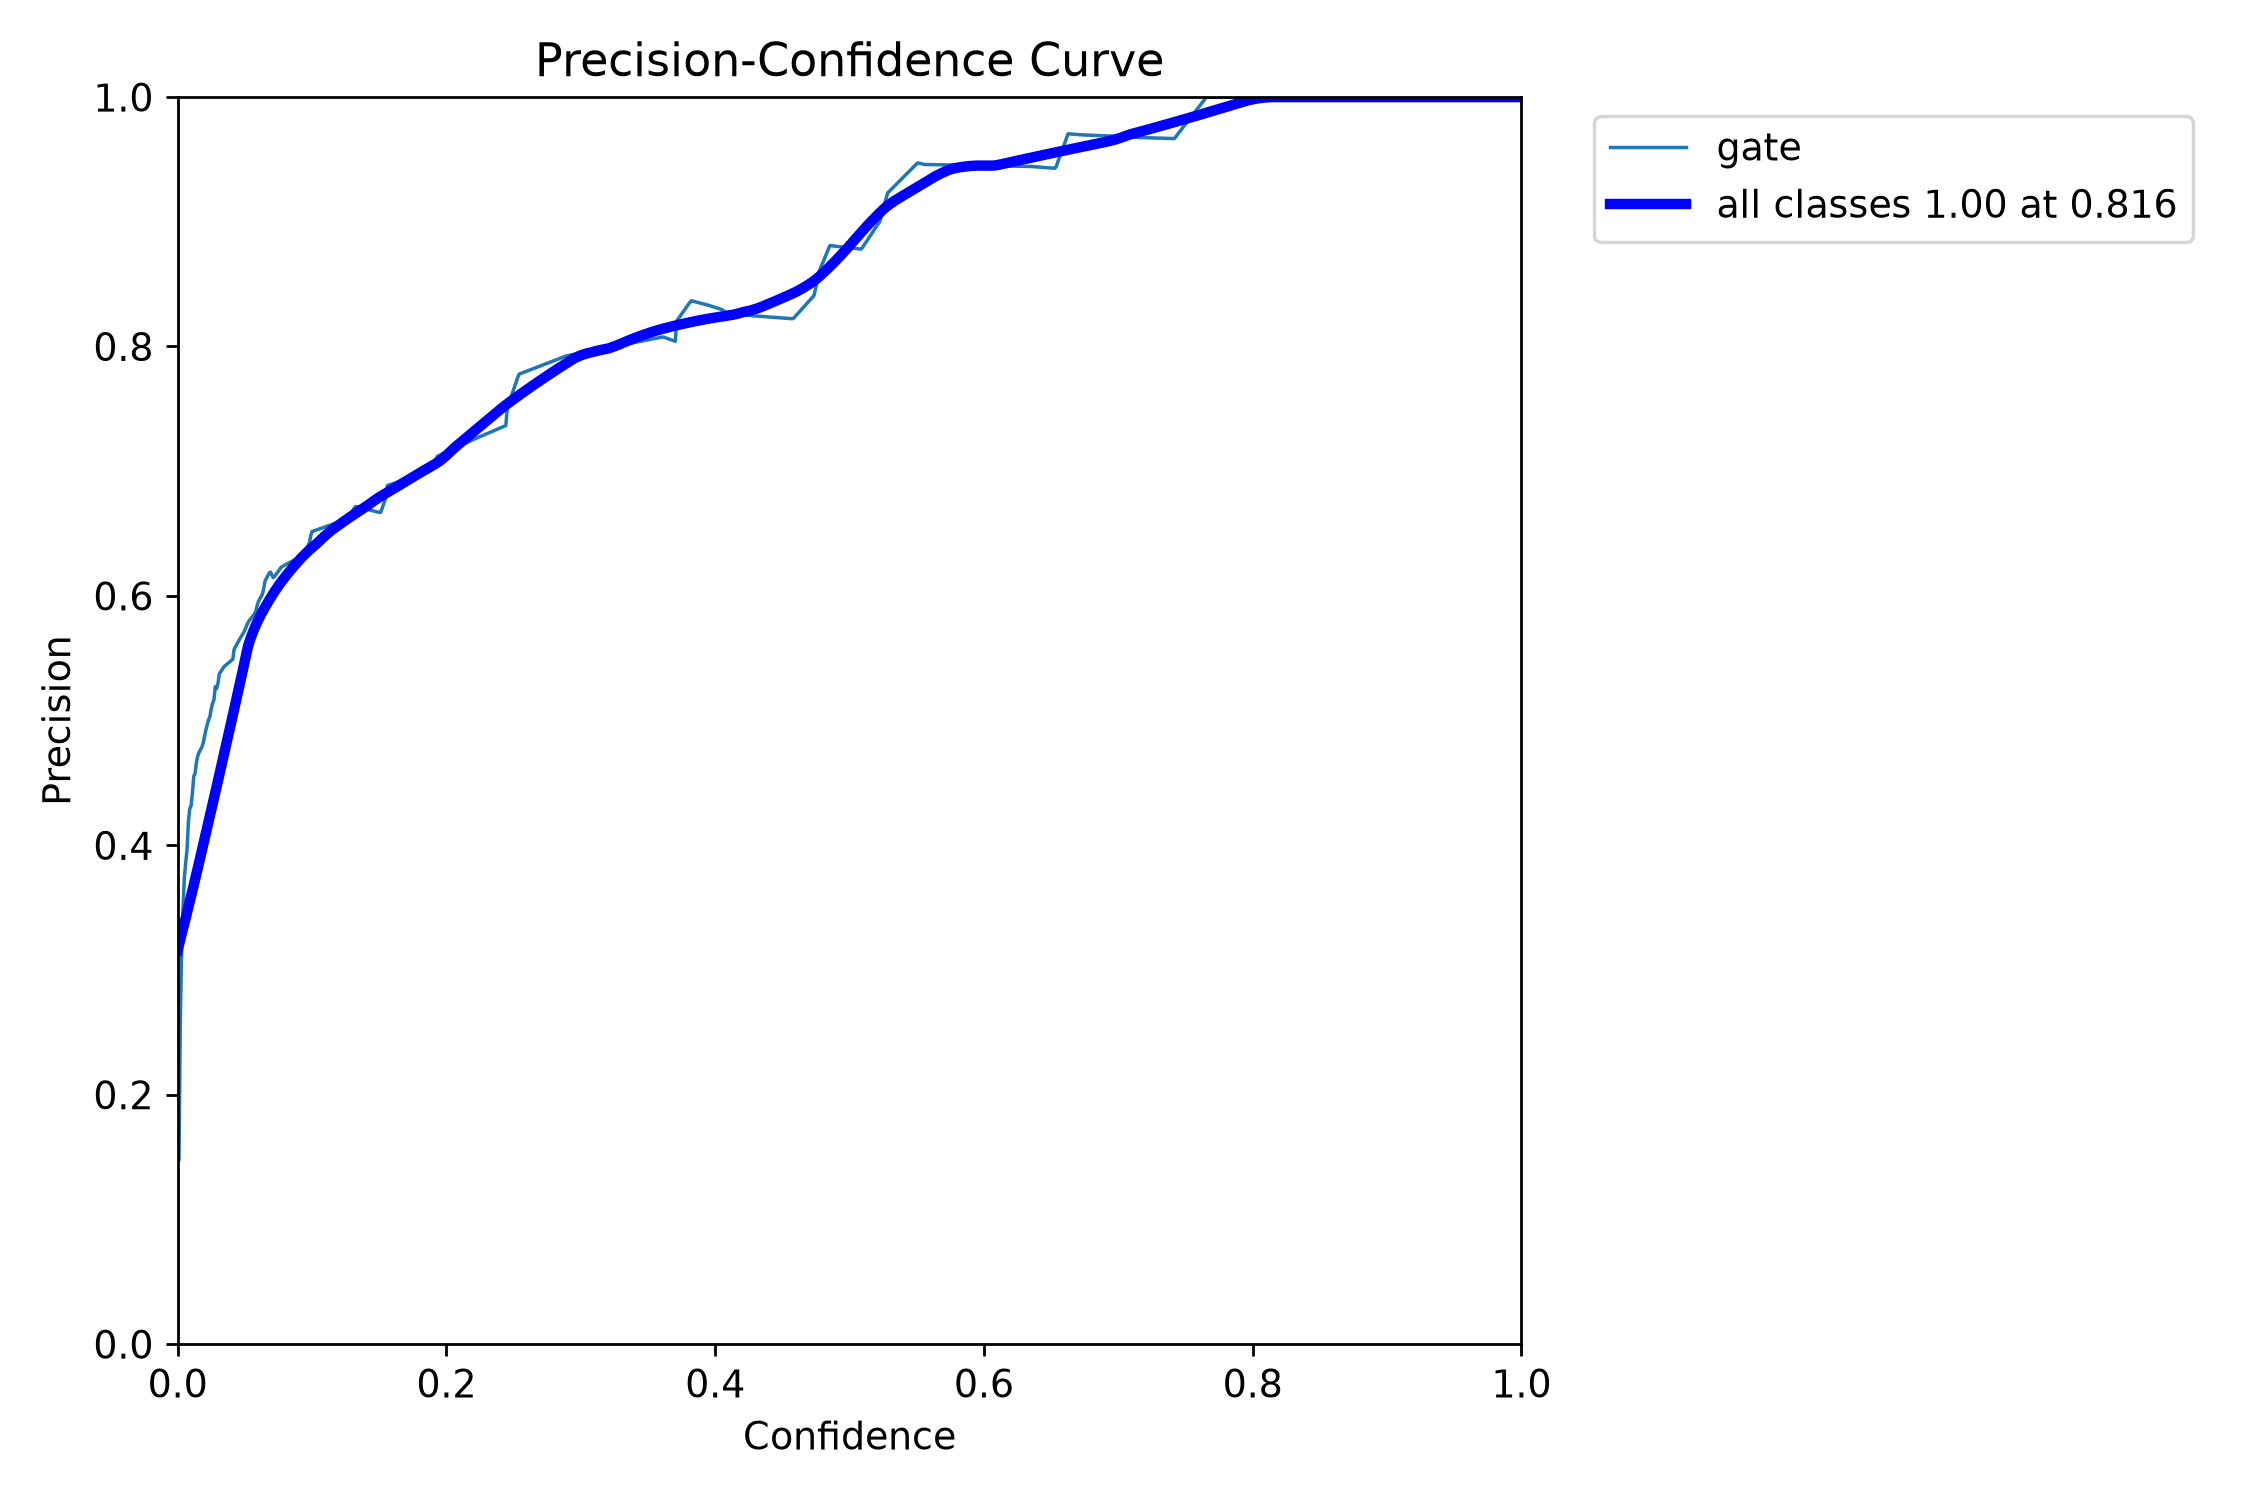 Precision-Confidence Curve
1.0
0.8
0.6
0.4
0.2
0.0
Precision
0.0 0.2 0.4 0.6 0.8 1.0
Confidence
gate
all classes 1.00 at 0.816